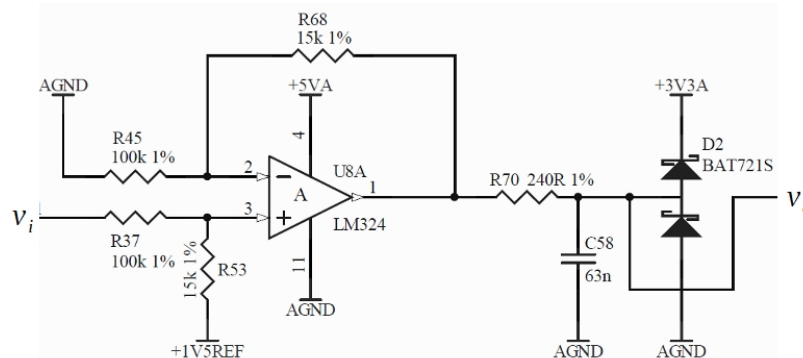 R68
15k 1%
AGND
+5VA
+3V3A
R45
100k 1%
4
U8A
D2
BAT721S
2
A
1
R70 240R 1%
LM324
v_i
3
R37
100k 1%
15k 1%
R53
11
C58
63n
AGND
+1V5REF
AGND
AGND
v